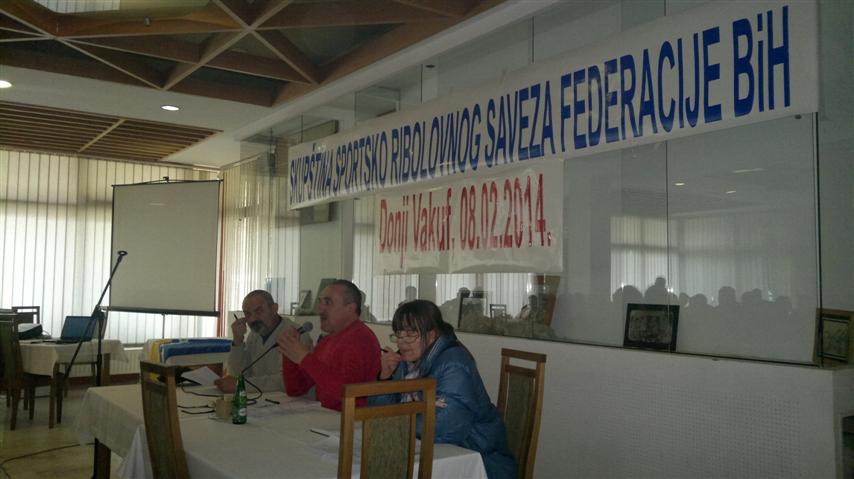 SKUPŠTINA SPORTSKO RIBOLOVNOG SAVEZA FEDERACIJE BiH
Donji Vakuf. 08.02.2014.